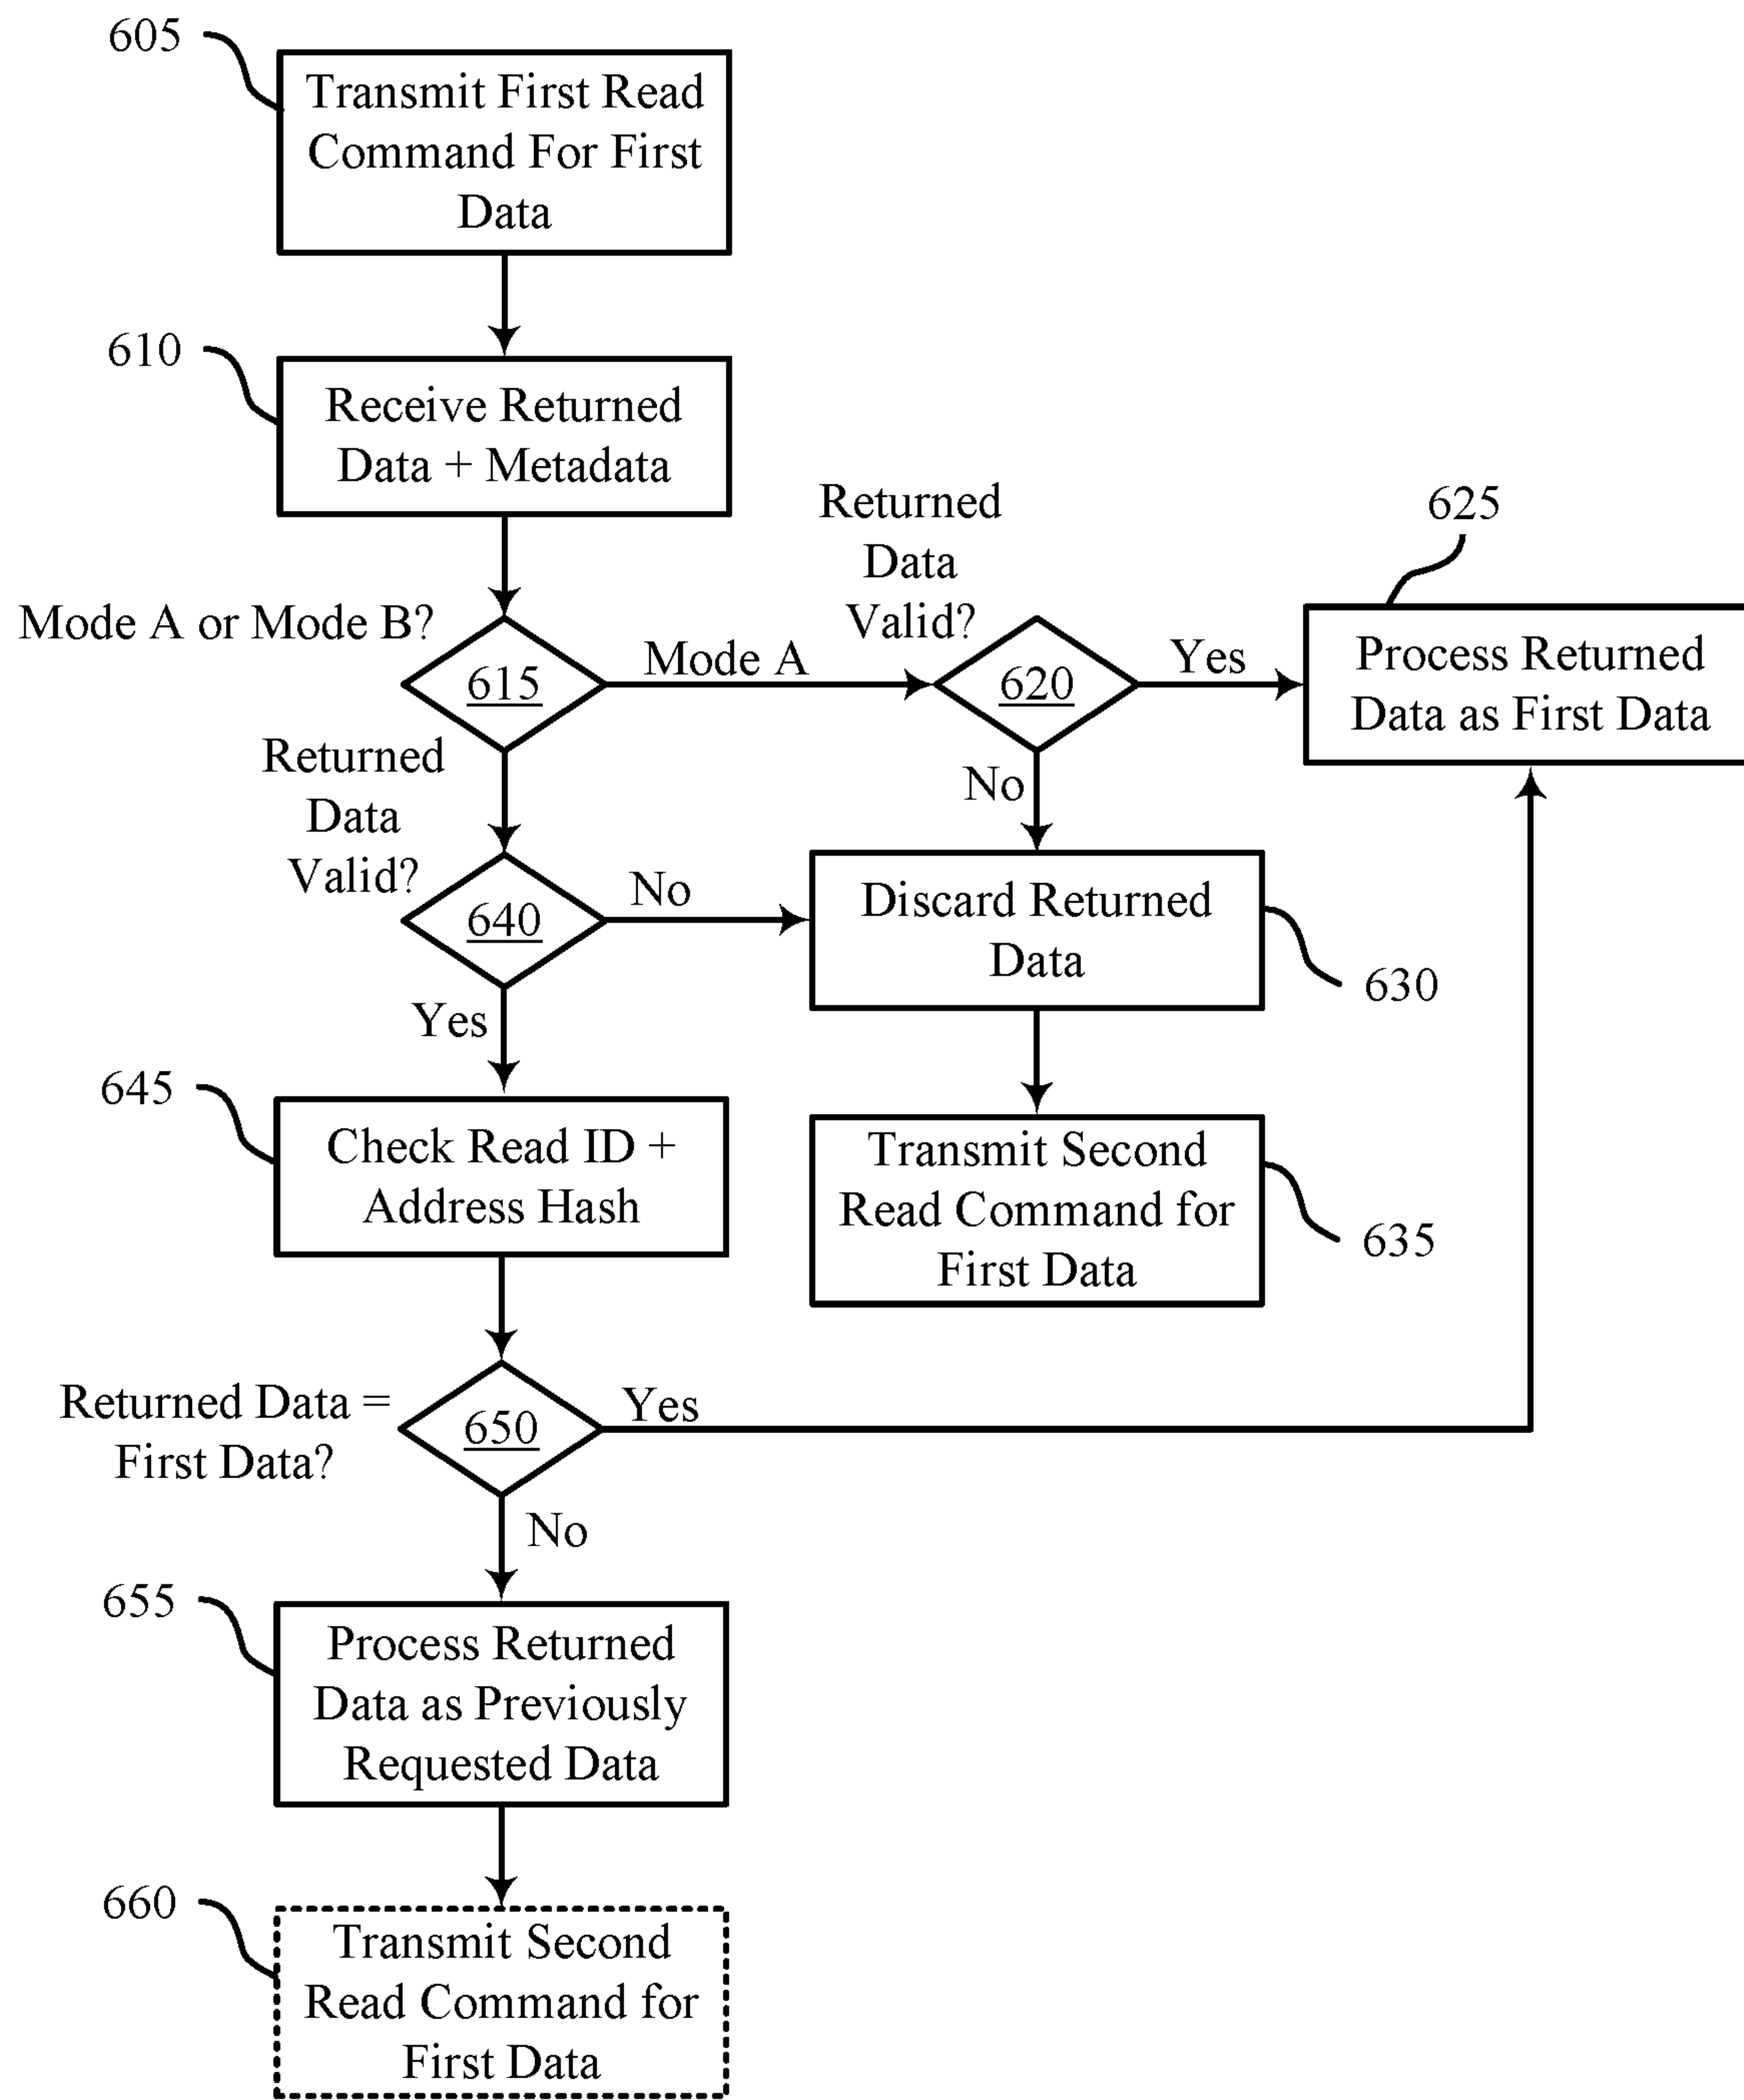 605
Transmit First Read
Command For First
Data
610
Receive Returned
Data + Metadata
Mode A or Mode B?
615
Mode A
Returned
Data
Valid?
620
Yes
625
Process Returned
Data as First Data
No
Returned
Data
Valid?
640
No
Discard Returned
Data
630
Yes
645
Check Read ID +
Address Hash
Transmit Second
Read Command for
First Data
635
Returned Data =
First Data?
650
Yes
No
655
Process Returned
Data as Previously
Requested Data
660
Transmit Second
Read Command for
First Data